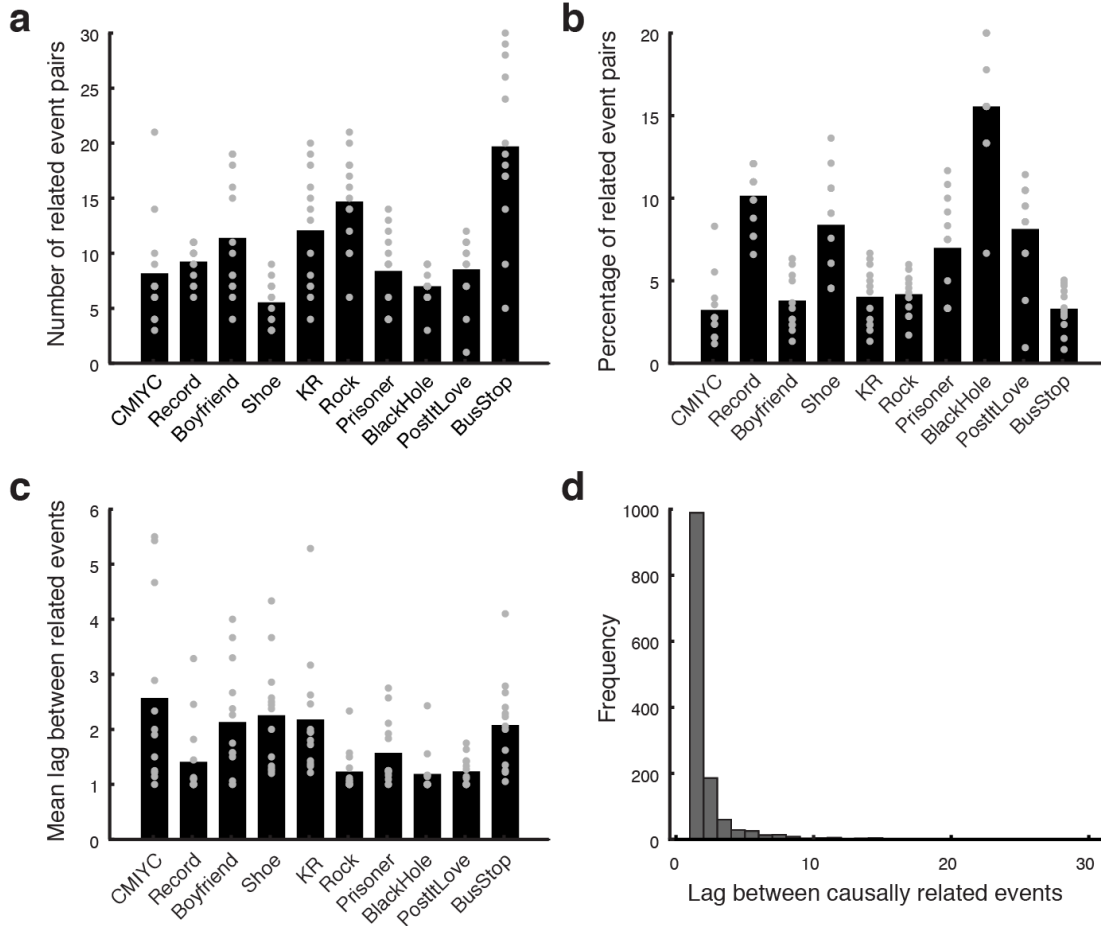 a
Number of related event pairs
30
25
20
15
10
5
0
CMIYC
Record
Boyfriend
Shoe
KR
Rock
Prisoner
BlackHole
PostItLove
BusStop
b
Percentage of related event pairs
20
15
10
5
0
CMIYC
Record
Boyfriend
Shoe
KR
Rock
Prisoner
BlackHole
PostItLove
BusStop
c
Mean lag between related events
6
5
4
3
2
1
0
CMIYC
Record
Boyfriend
Shoe
KR
Rock
Prisoner
BlackHole
PostItLove
BusStop
d
Frequency
1000
800
600
400
200
0
0
10
20
30
Lag between causally related events